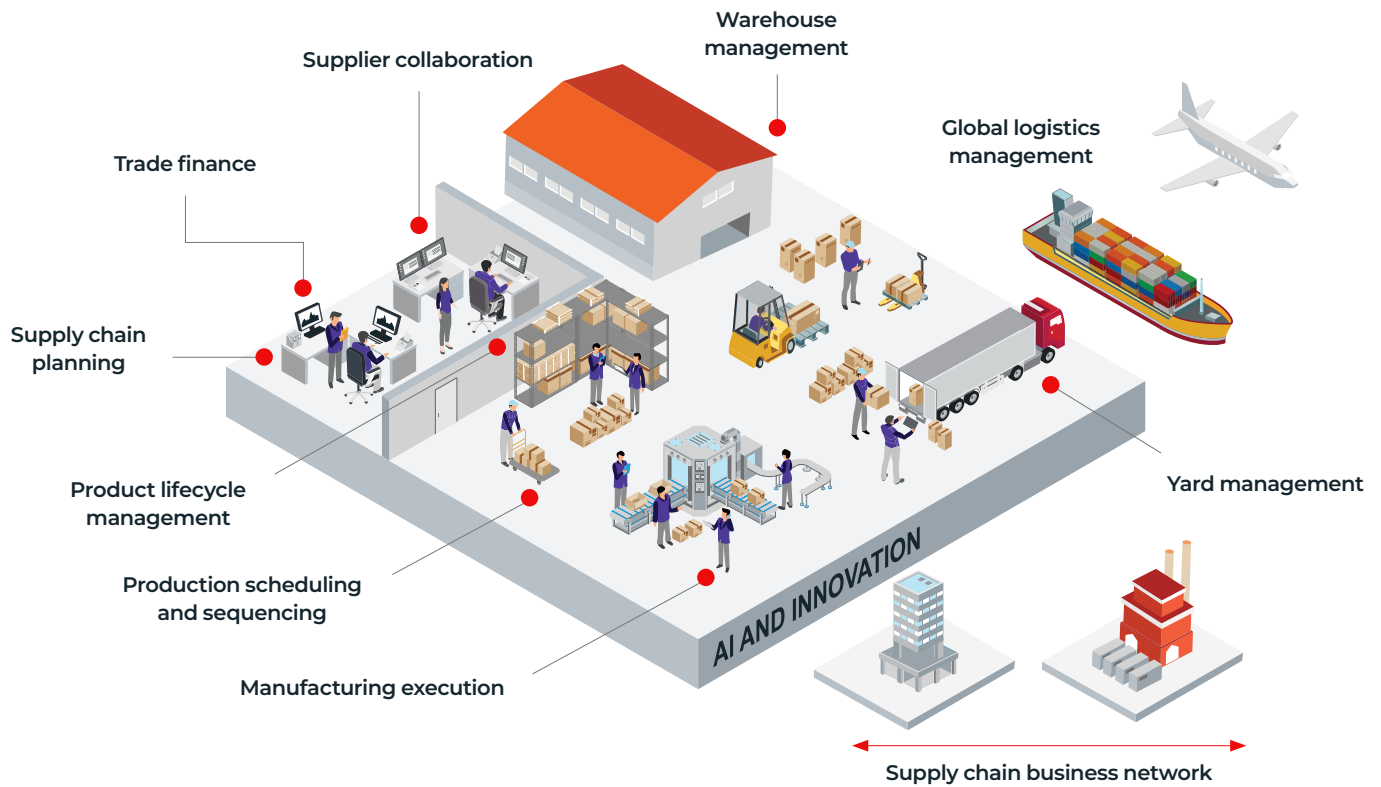 Warehouse
management
Supplier collaboration
Global logistics
management
Trade finance
Supply chain
planning
Product lifecycle
management
Yard management
Production scheduling
and sequencing
AI AND INNOVATION
Manufacturing execution
Supply chain business network